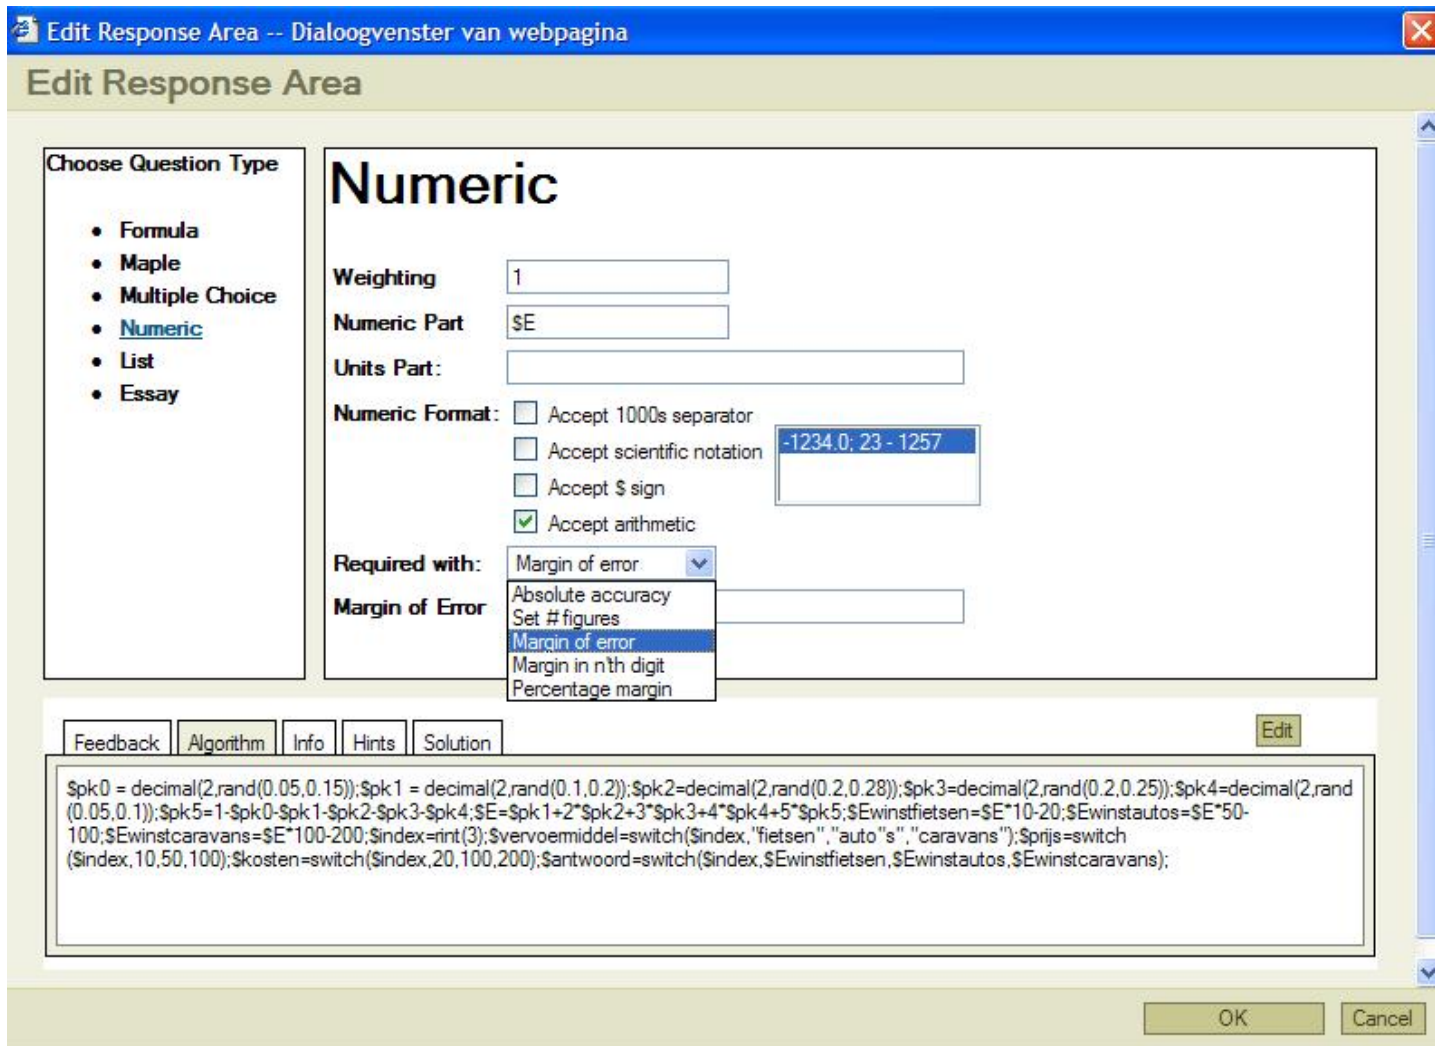 Edit Response Area -- Dialoogvenster van webpagina
Edit Response Area
Choose Question Type
• Formula
• Maple
• Multiple Choice
• Numeric
• List
• Essay
Numeric
Weighting 1
Numeric Part $E
Units Part:
Numeric Format: Accept 1000s separator
Accept scientific notation
-1234.0; 23 - 1257
Accept $ sign
Accept arithmetic
Required with: Margin of error
Margin of Error
Absolute accuracy
Set # figures
Margin of error
Margin in n'th digit
Percentage margin
Feedback Algorithm Info Hints Solution
Edit
$pk0 = decimal(2,rand(0.05,0.15));$pk1 = decimal(2,rand(0.1,0.2));$pk2=decimal(2,rand(0.2,0.28));$pk3=decimal(2,rand(0.2,0.25));$pk4=decimal(2,rand
(0.05,0.1));$pk5=1-$pk0-$pk1-$pk2-$pk3-$pk4;$E=$pk1+2*$pk2+3*$pk3+4*$pk4+5*$pk5;$Ewinstfietsen=$E*10-20;$Ewinstautos=$E*50-
100;$Ewinstcaravans=$E*100-200;$index=rint(3);$vervoermiddel=switch($index,"fietsen","auto"s","caravans");$prijs=switch
($index,10,50,100);$kosten=switch($index,20,100,200);$antwoord=switch($index,$Ewinstfietsen,$Ewinstautos,$Ewinstcaravans);
OK Cancel